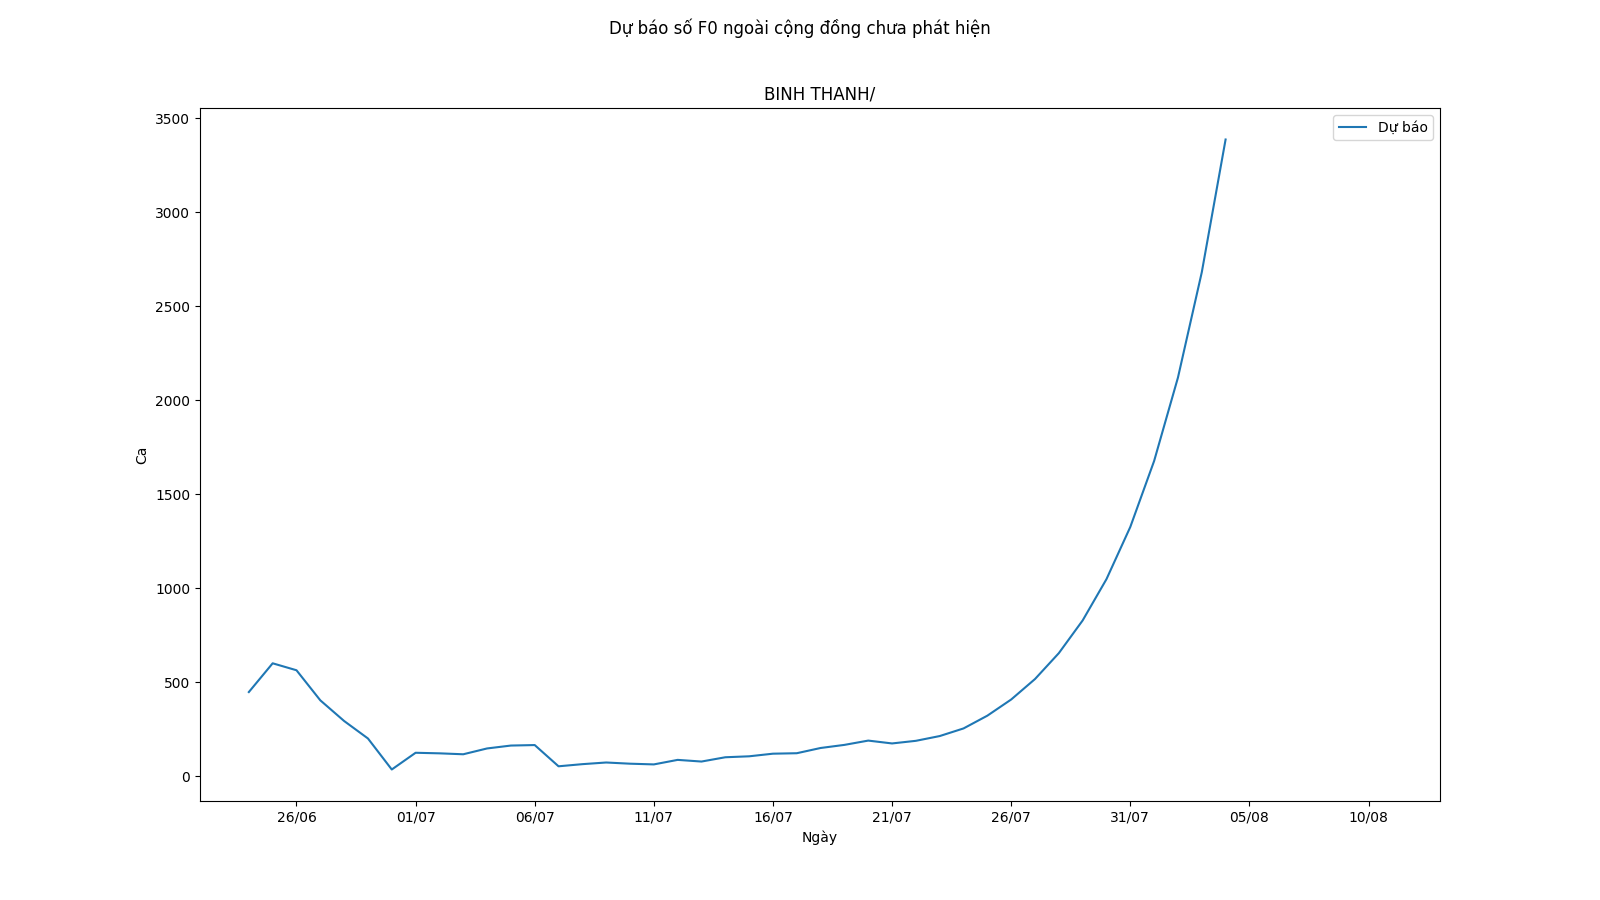 Dự báo số F0 ngoài cộng đồng chưa phát hiện
BINH THANH/
Dự báo
3500
3000
2500
2000
1500
1000
500
0
Ca
26/06 01/07 06/07 11/07 16/07 21/07 26/07 31/07 05/08 10/08
Ngày